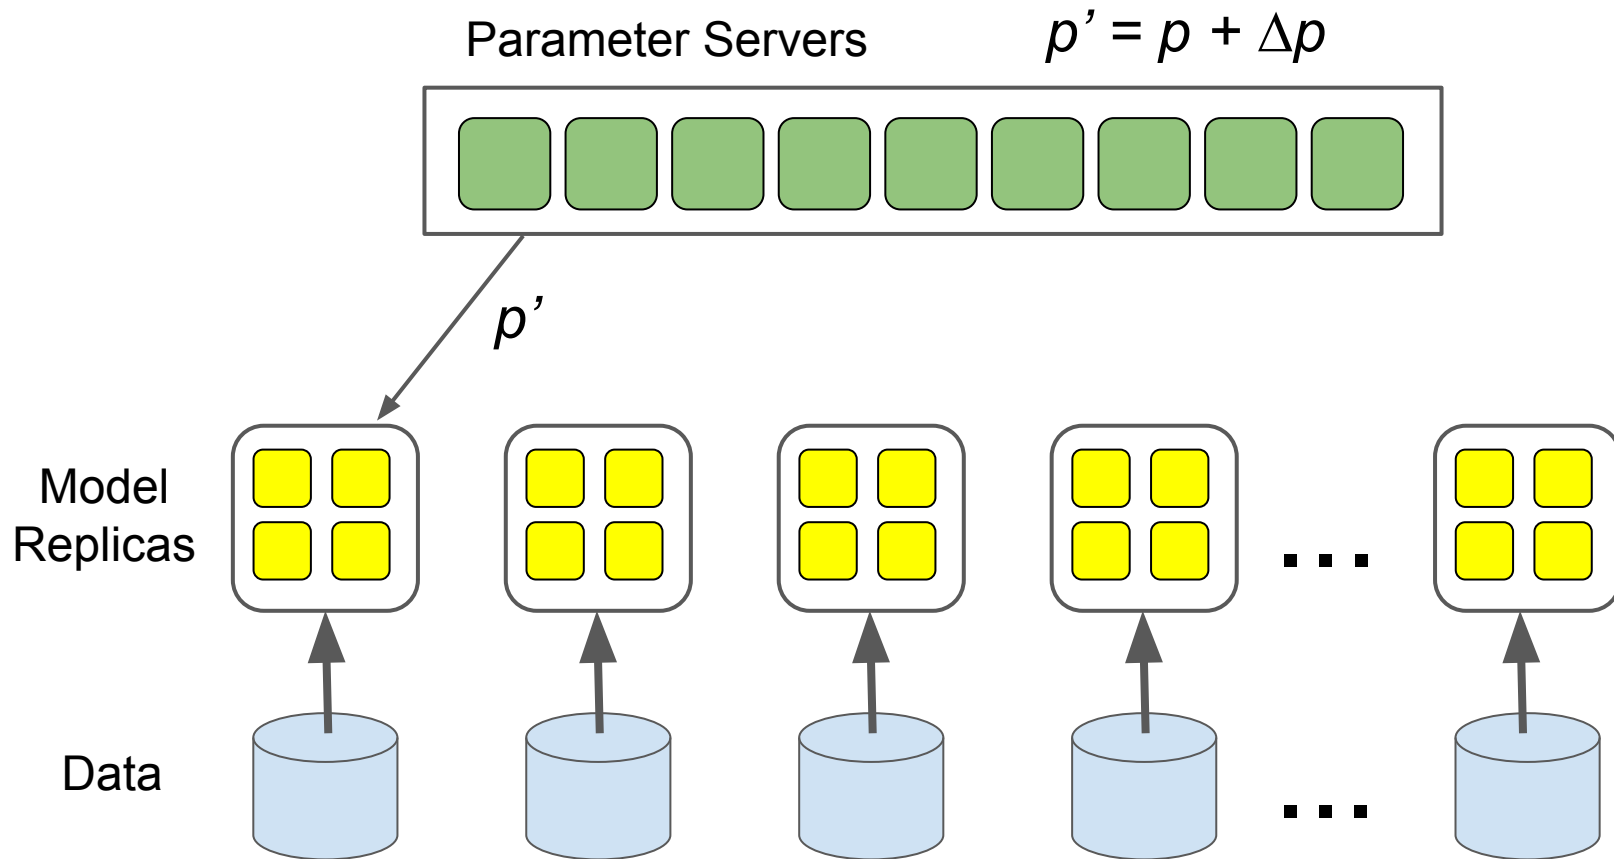 Parameter Servers
p’ = p + Δp
p’
Model
Replicas
...
Data
...